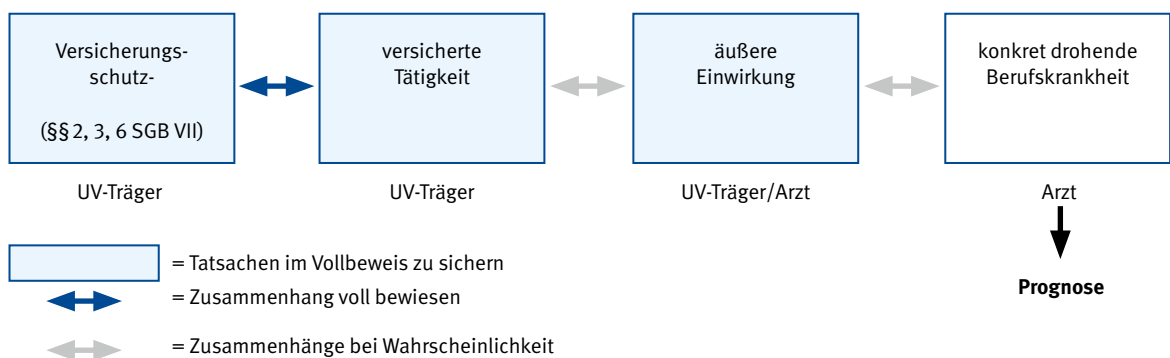 Versicherungs-
schutz-
(§§ 2, 3, 6 SGB VII)
versicherte
Tätigkeit
äußere
Einwirkung
konkret drohende
Berufskrankheit
UV-Träger
UV-Träger
UV-Träger/Arzt
Arzt
Prognose
= Tatsachen im Vollbeweis zu sichern
= Zusammenhang voll bewiesen
= Zusammenhänge bei Wahrscheinlichkeit